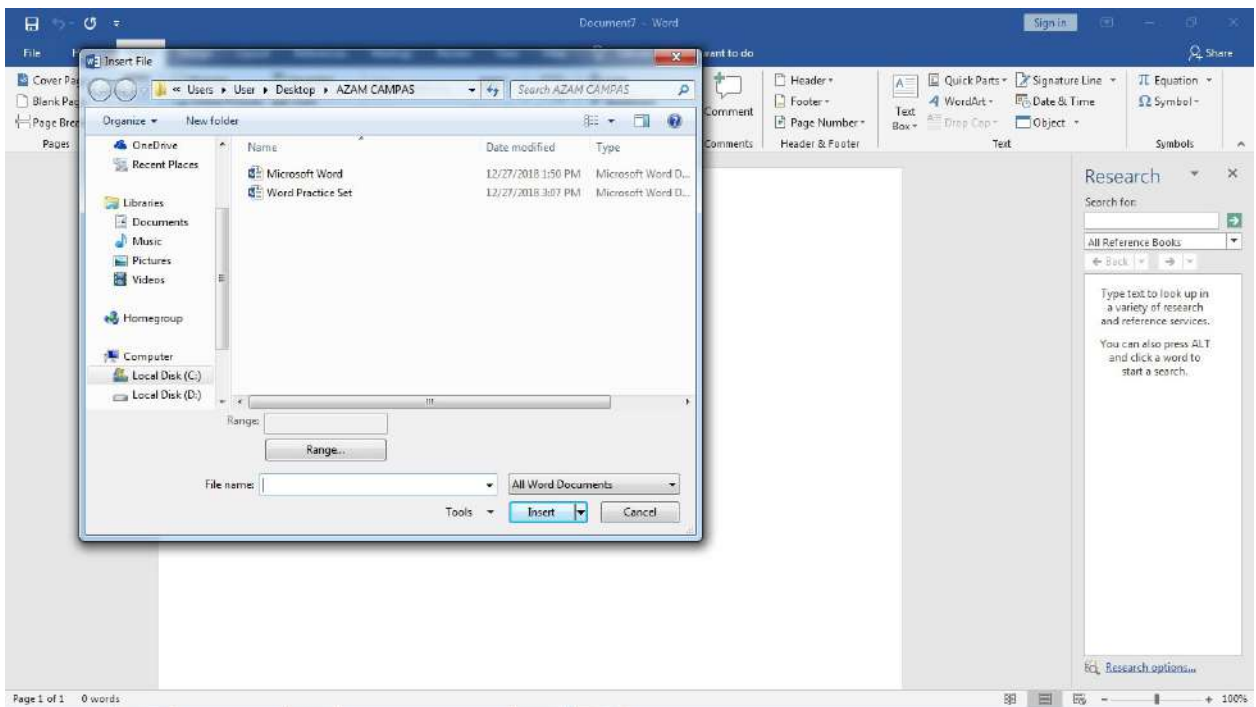 Document7 - Word
Sign in
File
want to do
Share
Insert File
« Users ▸ User ▸ Desktop ▸ AZAM CAMPAS
Search AZAM CAMPAS
Organize
New folder
Cover Pa
Blank Pag
Page Brea
Pages
Comment
Comments
Header
Footer
Page Number
Header & Footer
Text
Box
Quick Parts
WordArt
Drop Cap
Signature Line
Date & Time
Object
Text
Equation
Symbol
Symbols
OneDrive
Recent Places
Libraries
Documents
Music
Pictures
Videos
Homegroup
Computer
Local Disk (C:)
Local Disk (D:)
Name Date modified Type
Microsoft Word 12/27/2018 1:50 PM Microsoft Word D...
Word Practice Set 12/27/2018 3:07 PM Microsoft Word D...
Range:
Range...
File name:
All Word Documents
Tools
Insert
Cancel
Research
Search for:
All Reference Books
Back
Type text to look up in
a variety of research
and reference services.
You can also press ALT
and click a word to
start a search.
Research options...
Page 1 of 1 0 words
100%